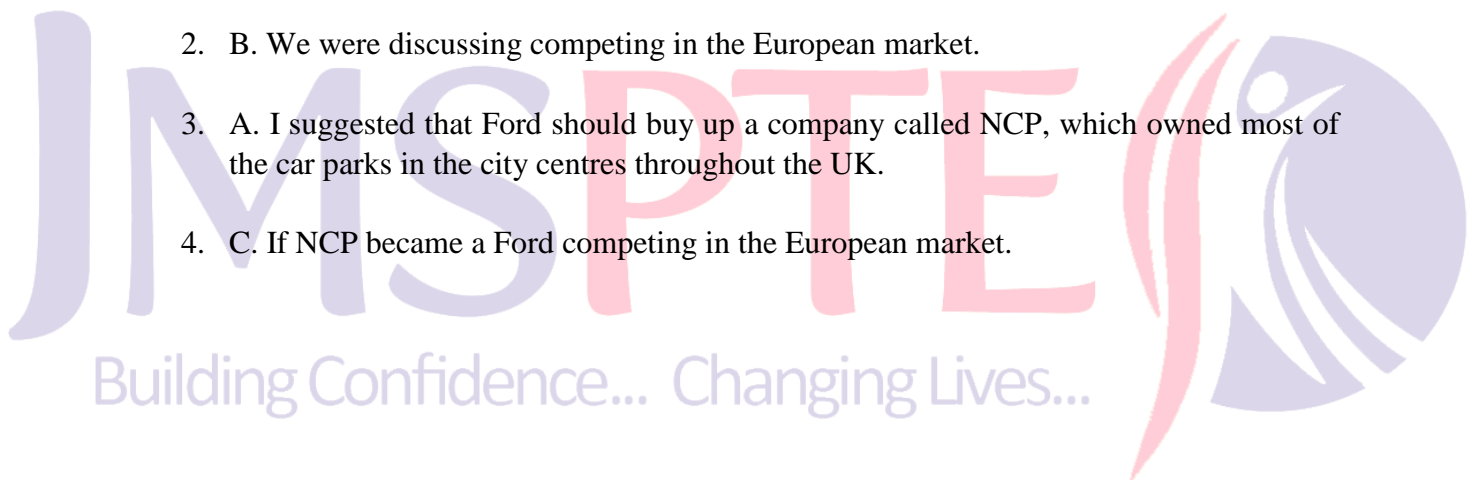 2. B. We were discussing competing in the European market.
3. A. I suggested that Ford should buy up a company called NCP, which owned most of
the car parks in the city centres throughout the UK.
4. C. If NCP became a Ford competing in the European market.
JMSPTE
Building Confidence... Changing Lives...